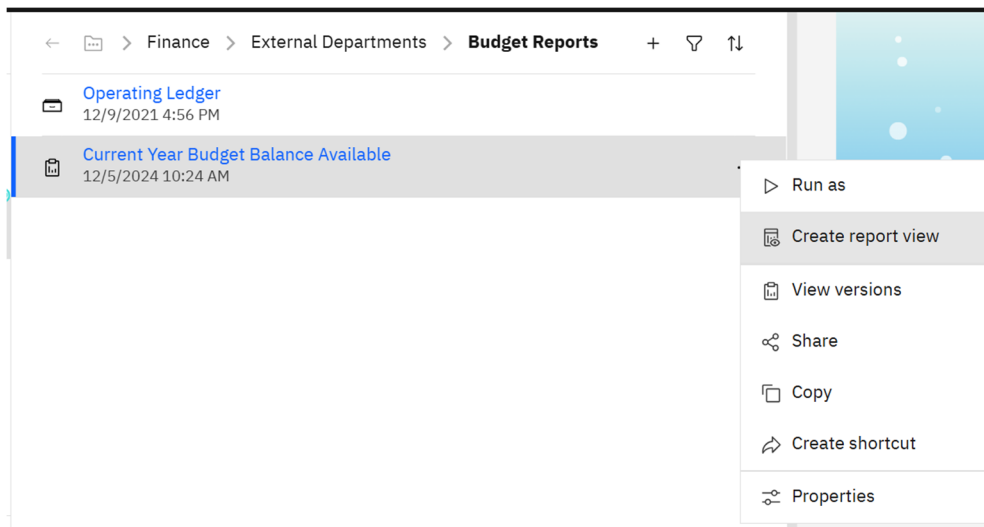 Finance External Departments Budget Reports
Operating Ledger
12/9/2021 4:56 PM
Current Year Budget Balance Available
12/5/2024 10:24 AM
Run as
Create report view
View versions
Share
Copy
Create shortcut
Properties